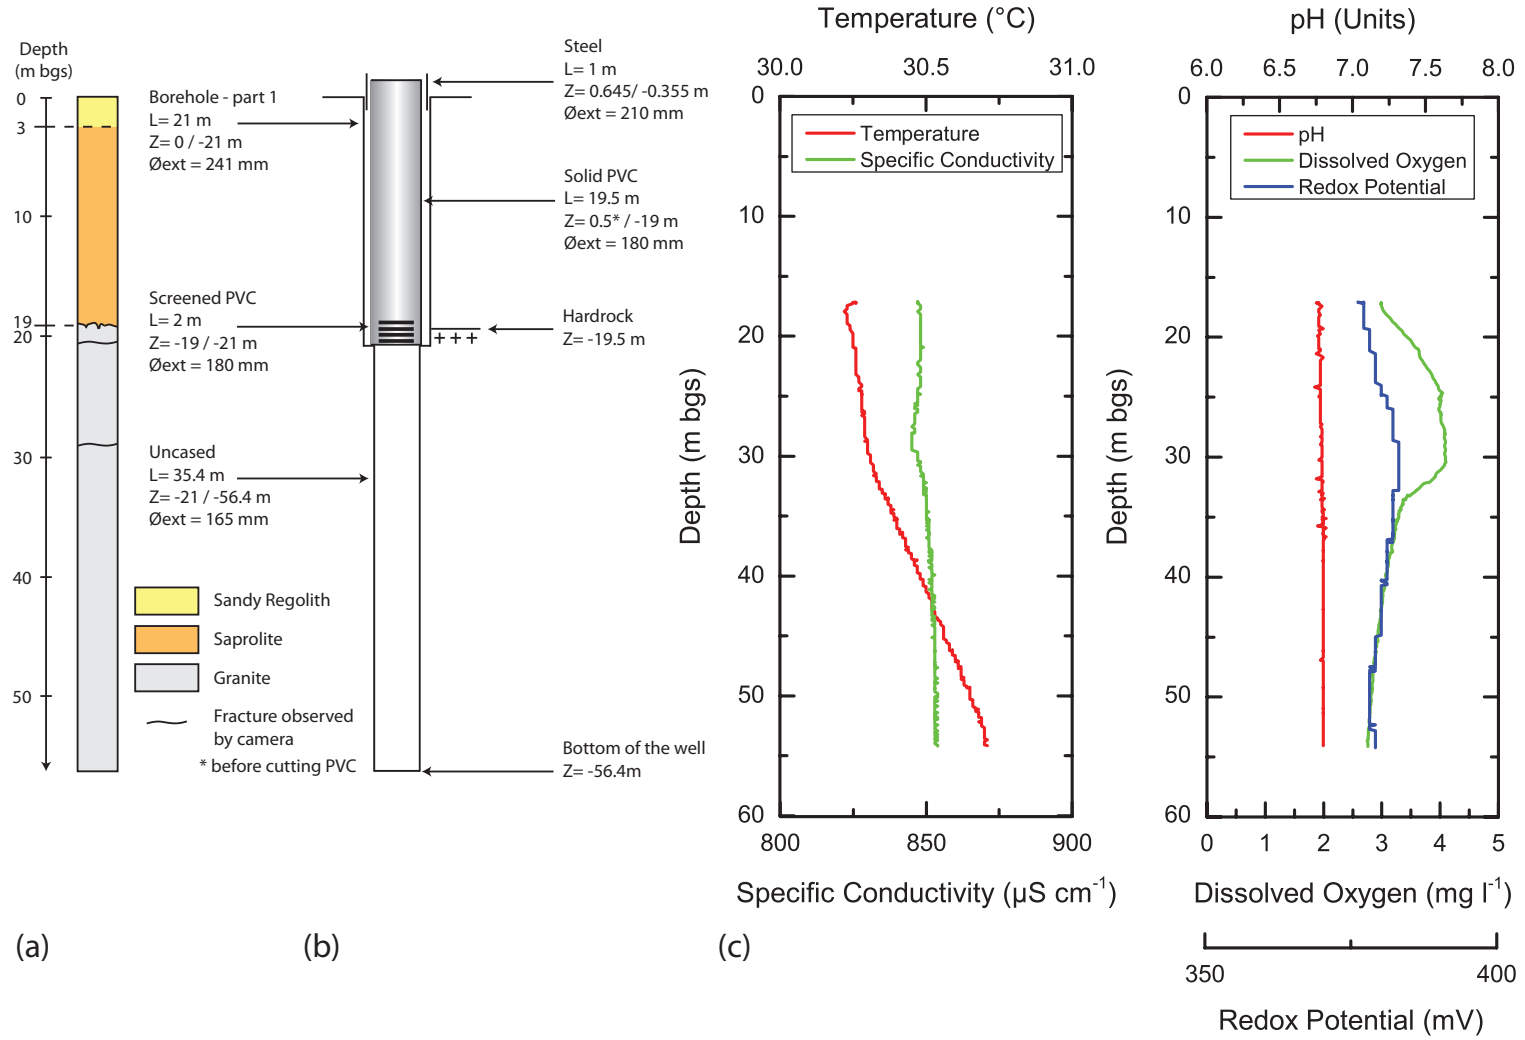 Depth
(m bgs)
0
3
10
19
20
30
40
50
Borehole - part 1
L= 21 m
Z= 0 / -21 m
Øext = 241 mm
Screened PVC
L= 2 m
Z= -19 / -21 m
Øext = 180 mm
Uncased
L= 35.4 m
Z= -21 / -56.4 m
Øext = 165 mm
Sandy Regolith
Saprolite
Granite
Fracture observed
by camera
* before cutting PVC
Steel
L= 1 m
Z= 0.645/ -0.355 m
Øext = 210 mm
Solid PVC
L= 19.5 m
Z= 0.5* / -19 m
Øext = 180 mm
Hardrock
Z= -19.5 m
+ + +
Bottom of the well
Z= -56.4m
(a)
(b)
(c)
Temperature (°C)
30.0 30.5 31.0
Temperature
Specific Conductivity
0
10
20
30
40
50
60
Depth (m bgs)
800 850 900
Specific Conductivity (µS cm-1)
pH (Units)
6.0 6.5 7.0 7.5 8.0
pH
Dissolved Oxygen
Redox Potential
0
10
20
30
40
50
60
Depth (m bgs)
0 1 2 3 4 5
Dissolved Oxygen (mg l-1)
350 400
Redox Potential (mV)